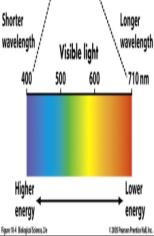 Shorter Longer
wavelength wavelength
Visible light
400 500 600 710 nm
Higher Lower
energy energy
Figure 10-6 Biological Science, 2/e © 2005 Pearson Prentice Hall, Inc.